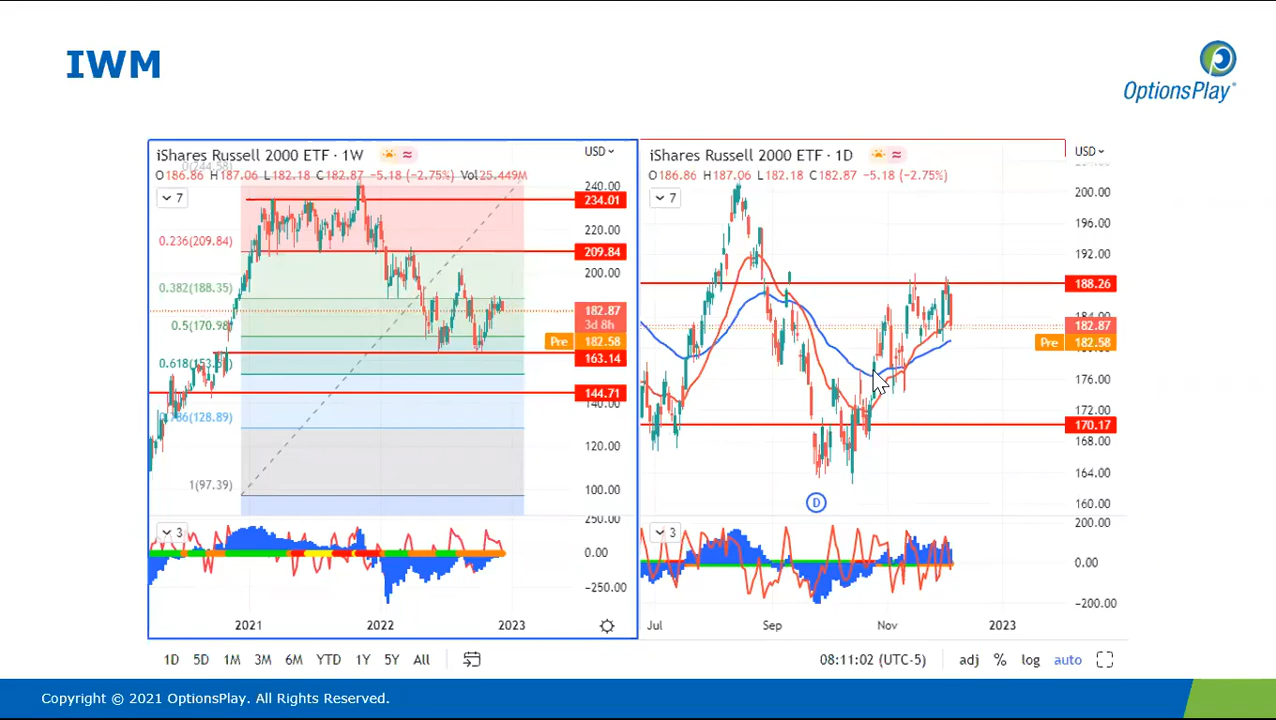 IWM
OptionsPlay
iShares Russell 2000 ETF · 1W
USD
O186.86 H187.06 L182.18 C182.87 −5.18 (−2.75%) Vol25.449M
7
240.00
234.01
220.00
0.236(209.84)
209.84
200.00
0.382(188.35)
182.87
3d 8h
0.5(170.98)
Pre 182.58
163.14
144.71
140.00
120.00
1(97.39)
100.00
3
250.00
0.00
−250.00
2021 2022 2023
iShares Russell 2000 ETF · 1D
USD
O186.86 H187.06 L182.18 C182.87 −5.18 (−2.75%)
7
200.00
196.00
192.00
188.26
184.00
182.87
Pre 182.58
176.00
172.00
170.17
168.00
164.00
D
160.00
3
200.00
0.00
−200.00
Jul Sep Nov 2023
1D 5D 1M 3M 6M YTD 1Y 5Y All
08:11:02 (UTC-5) adj % log auto
Copyright © 2021 OptionsPlay. All Rights Reserved.